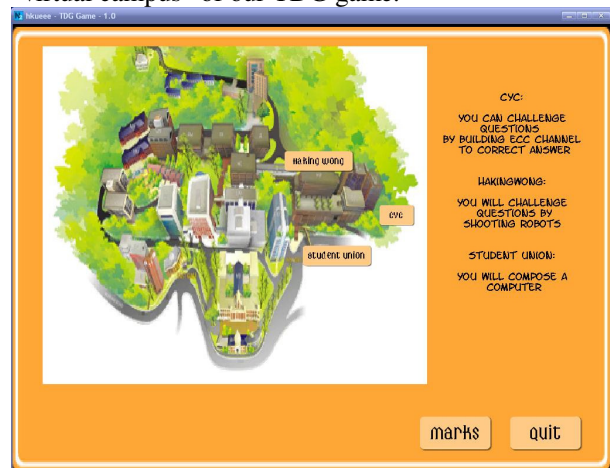 "virtual campus" of our TDG game.
hkueee - TDG Game - 1.0
Haking Wong
CYC
Student Union
CYC:
YOU CAN CHALLENGE
QUESTIONS
BY BUILDING ECC CHANNEL
TO CORRECT ANSWER
HAKINGWONG:
YOU WILL CHALLENGE
QUESTIONS BY
SHOOTING ROBOTS
STUDENT UNION:
YOU WILL COMPOSE A
COMPUTER
marks
quit